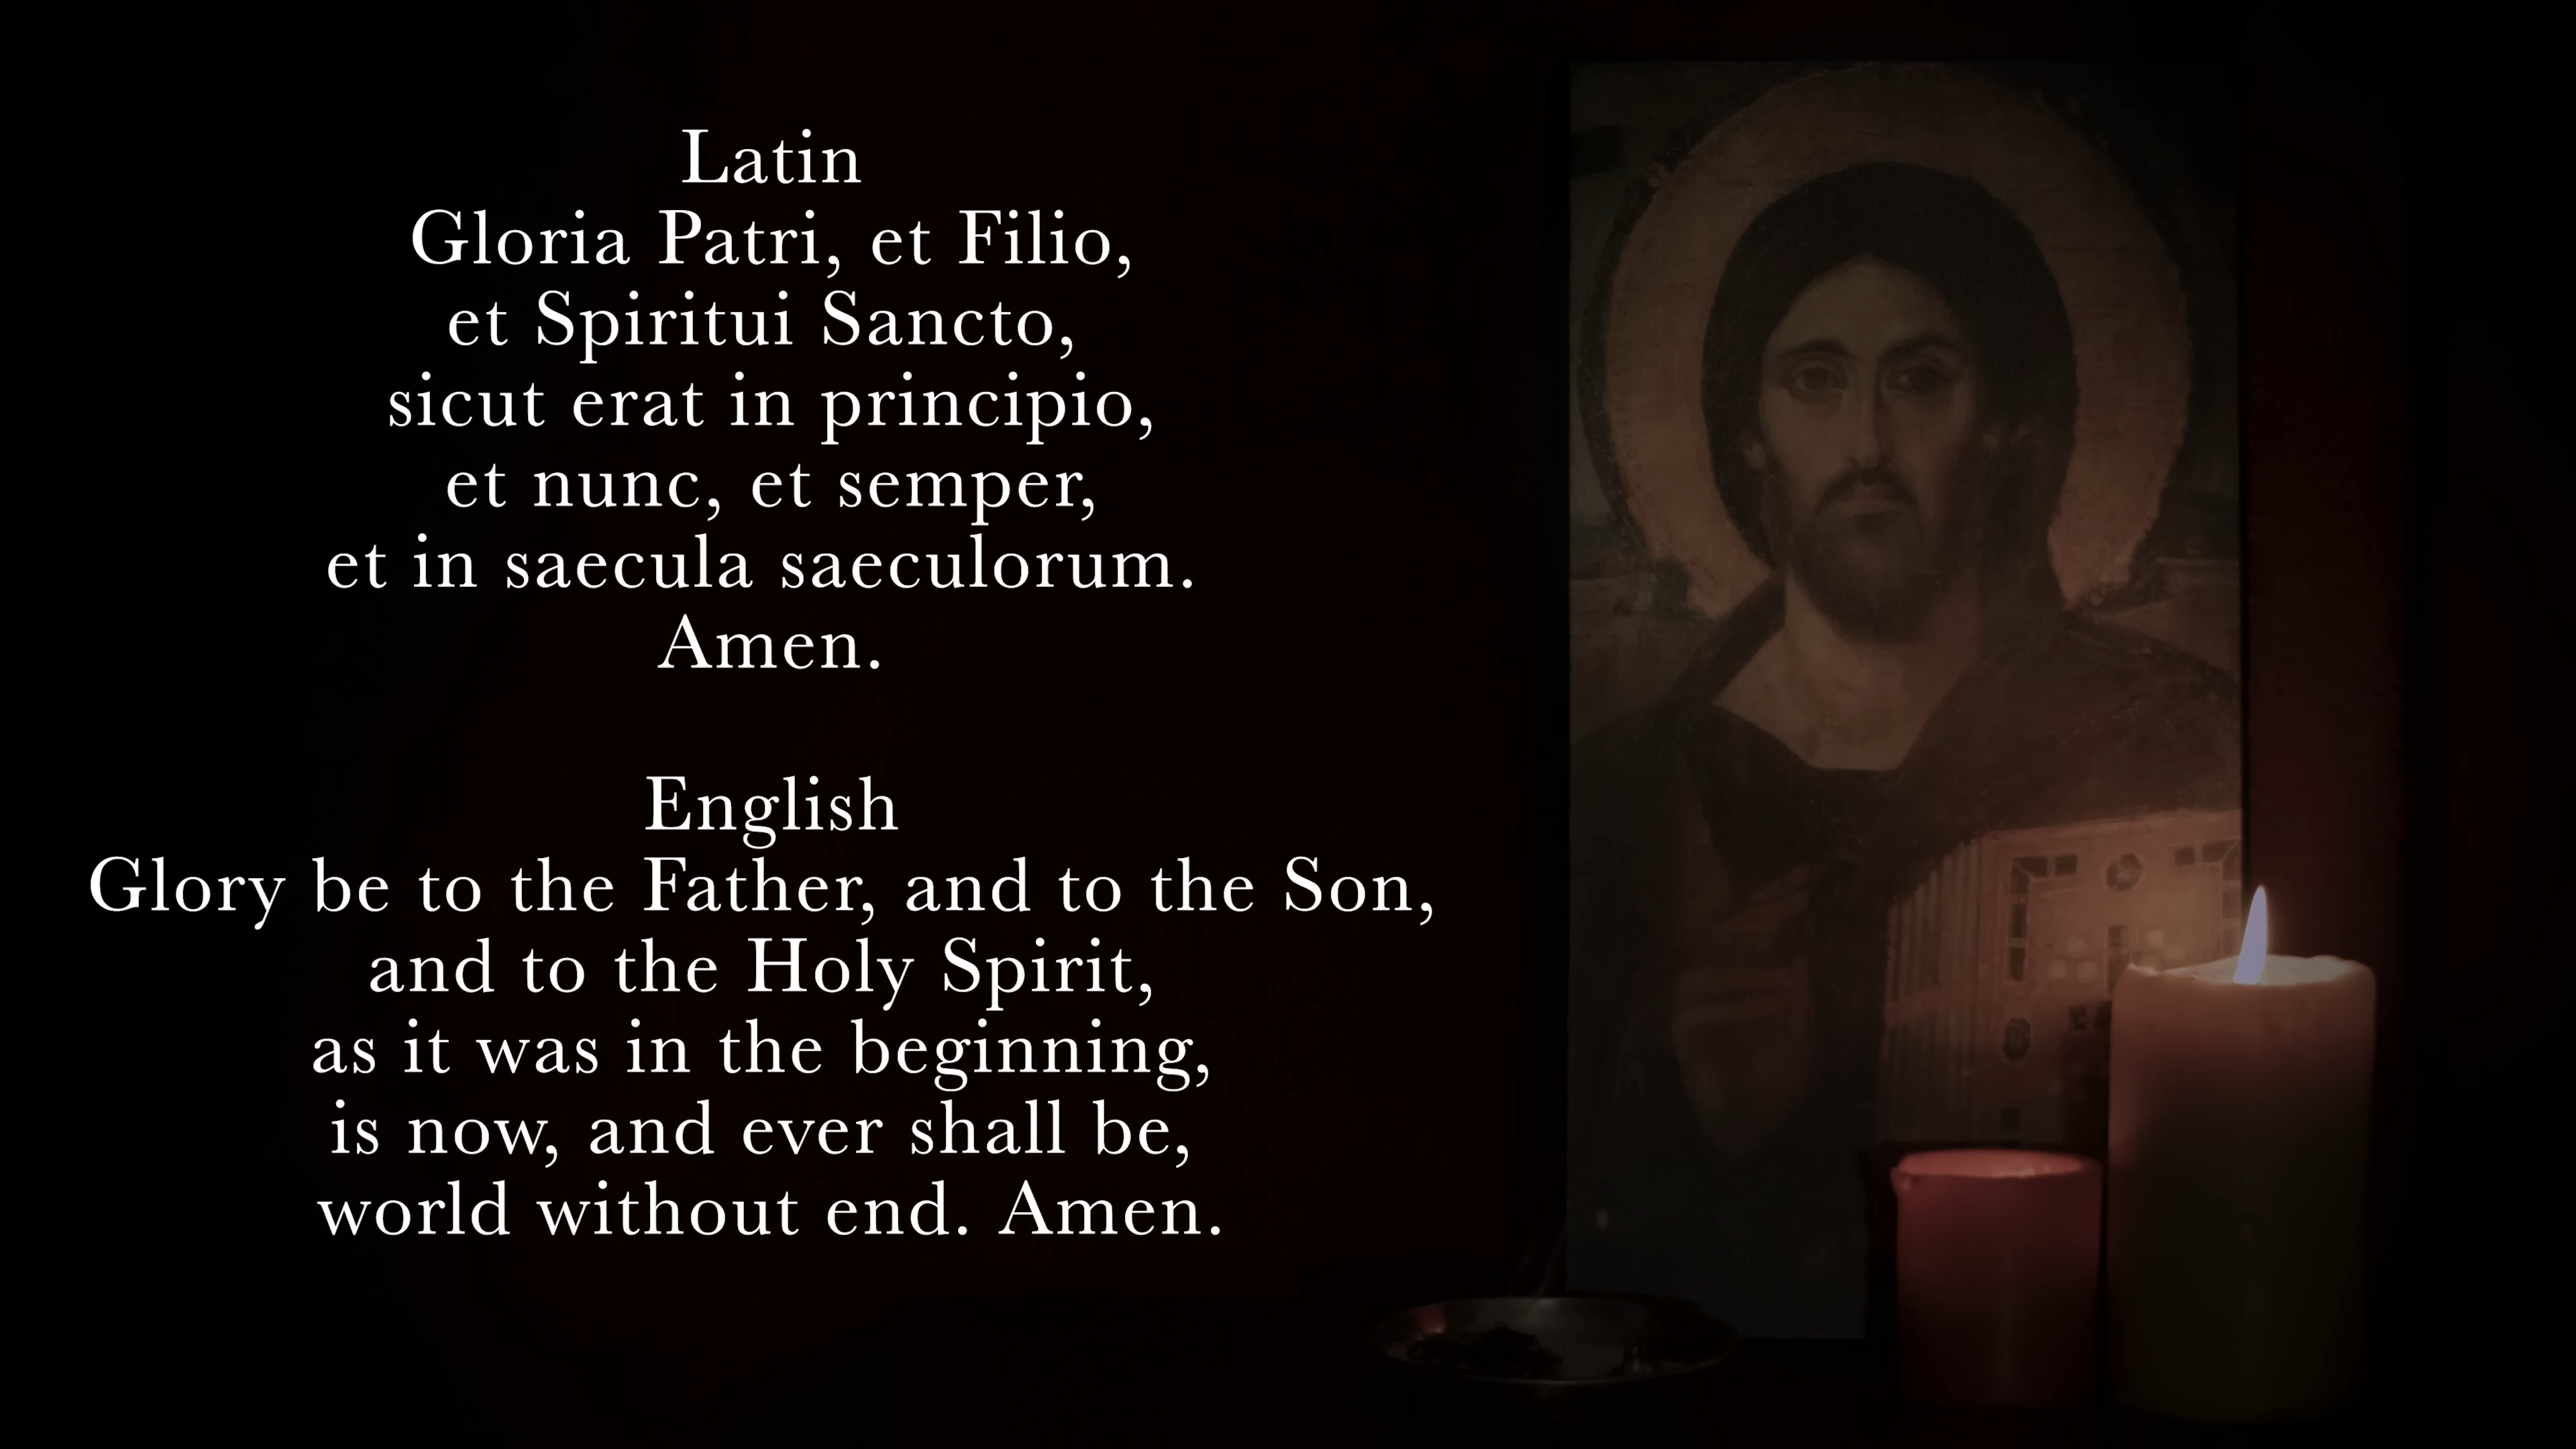 Latin
Gloria Patri, et Filio,
et Spiritui Sancto,
sicut erat in principio,
et nunc, et semper,
et in saecula saeculorum.
Amen.
English
Glory be to the Father, and to the Son,
and to the Holy Spirit,
as it was in the beginning,
is now, and ever shall be,
world without end. Amen.